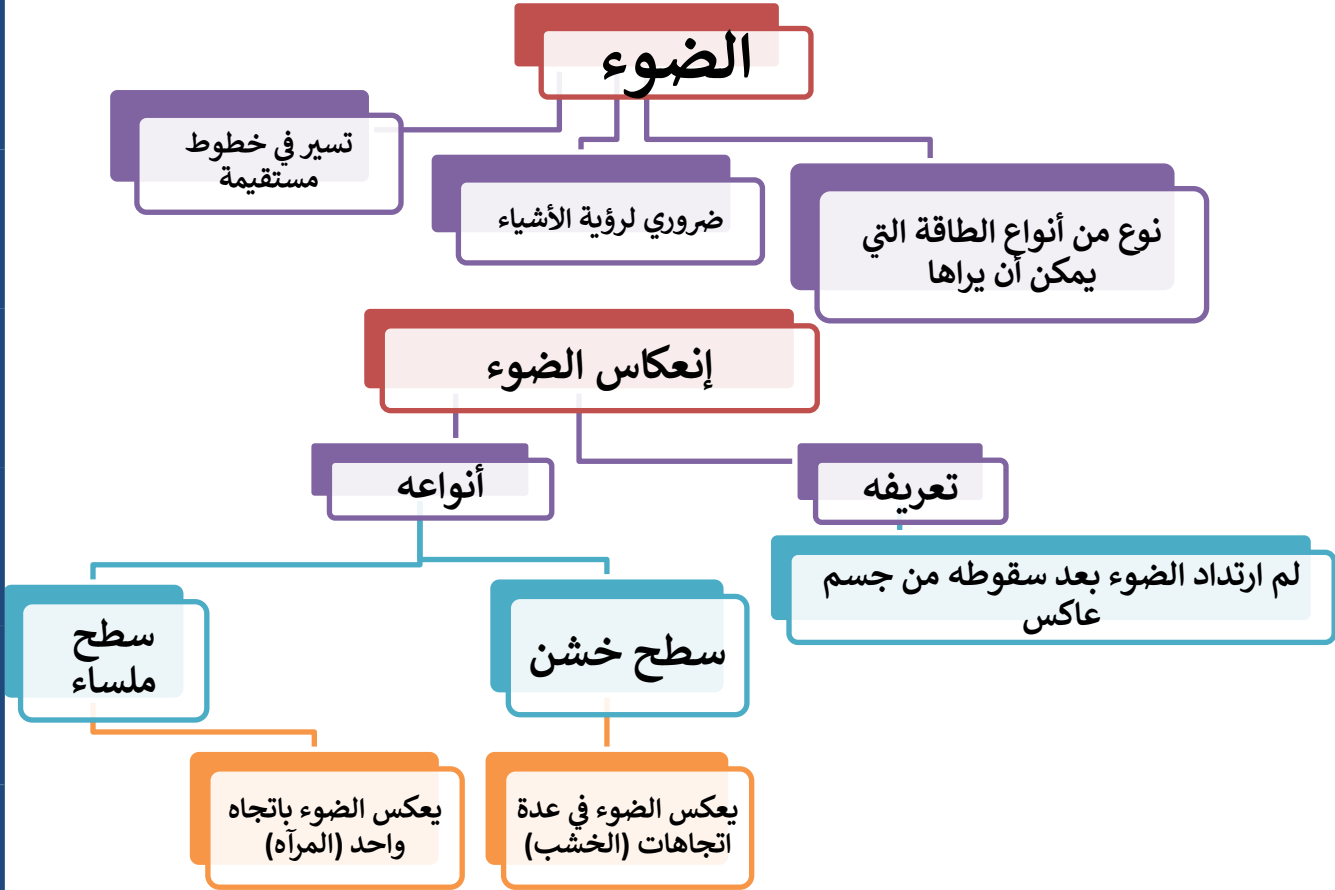 الضوء
نوع من أنواع الطاقة التي
يمكن أن يراها
ضروري لرؤية الأشياء
تسير في خطوط
مستقيمة
إنعكاس الضوء
تعريفه
لم ارتداد الضوء بعد سقوطه من جسم
عاكس
أنواعه
سطح خشن
يعكس الضوء في عدة
اتجاهات (الخشب)
سطح
ملساء
يعكس الضوء باتجاه
واحد (المرآه)